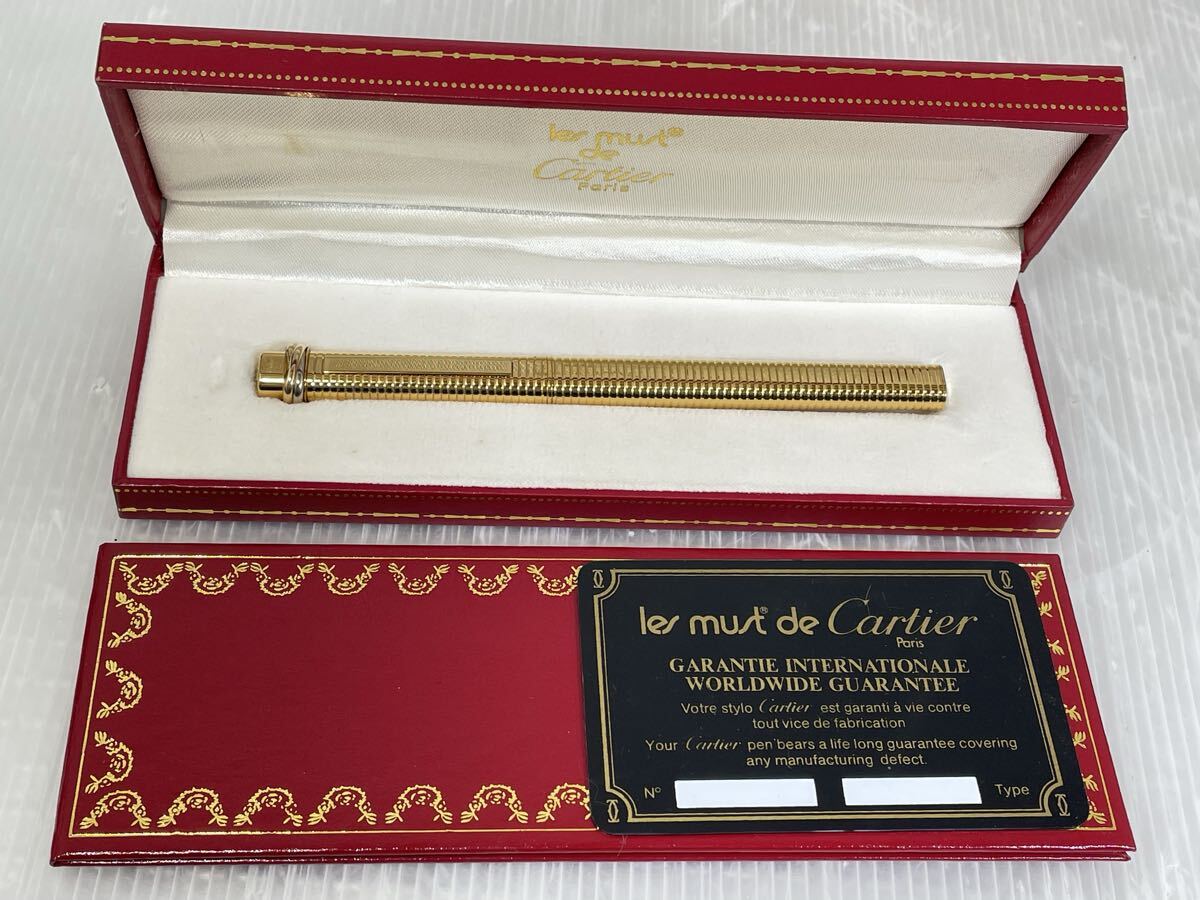 les must® de
Cartier
Paris
les must® de Cartier
Paris
GARANTIE INTERNATIONALE
WORLDWIDE GUARANTEE
Votre stylo Cartier est garanti à vie contre
tout vice de fabrication
Your Cartier pen bears a life long guarantee covering
any manufacturing defect.
N° Type